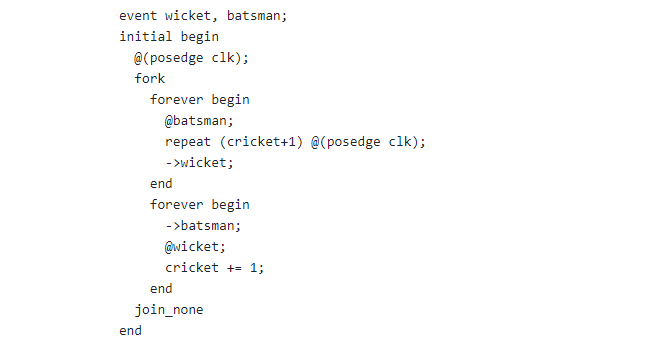 event wicket, batsman;
initial begin
  @(posedge clk);
  fork
    forever begin
      @batsman;
      repeat (cricket+1) @(posedge clk);
      ->wicket;
    end
    forever begin
      ->batsman;
      @wicket;
      cricket += 1;
    end
  join_none
end